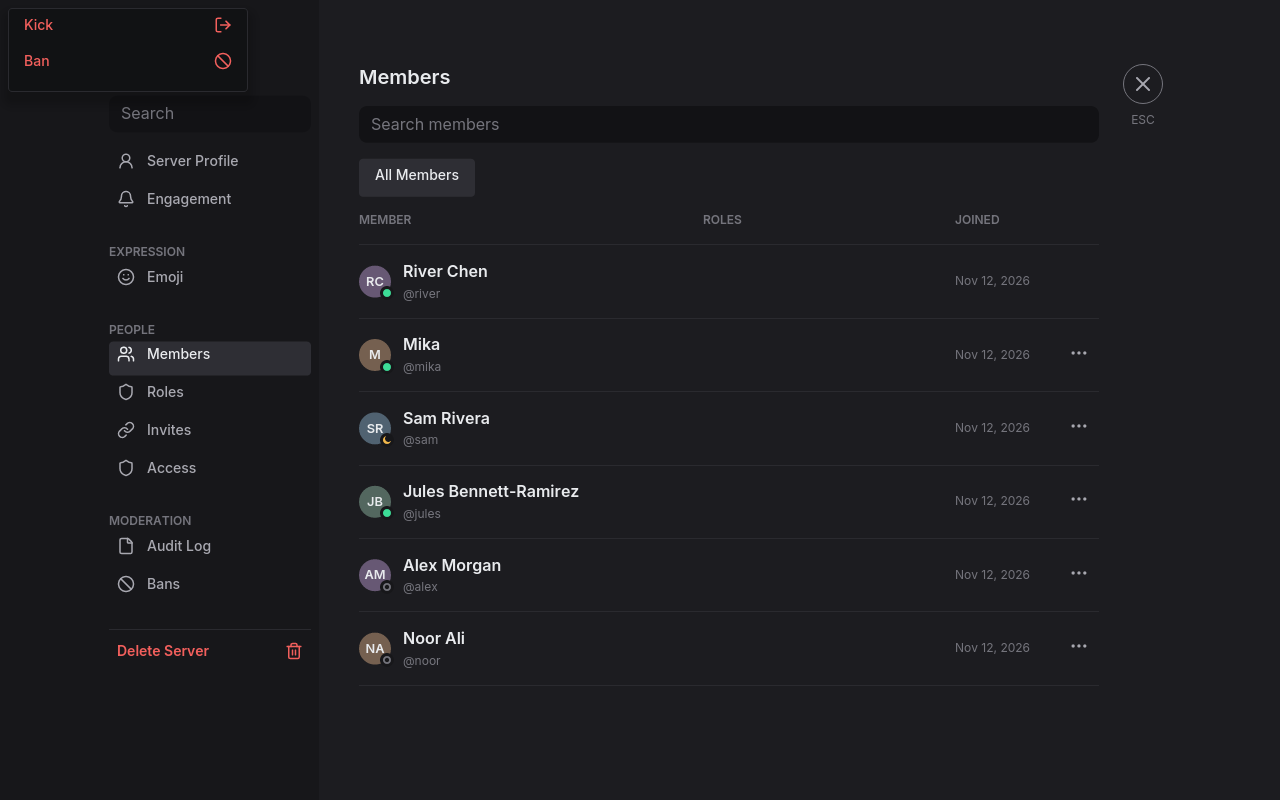 Kick
Ban
Search
Server Profile
Engagement
EXPRESSION
Emoji
PEOPLE
Members
Roles
Invites
Access
MODERATION
Audit Log
Bans
Delete Server
Members
ESC
Search members
All Members
MEMBER ROLES JOINED
RC River Chen
@river
Nov 12, 2026
M Mika
@mika
Nov 12, 2026
SR Sam Rivera
@sam
Nov 12, 2026
JB Jules Bennett-Ramirez
@jules
Nov 12, 2026
AM Alex Morgan
@alex
Nov 12, 2026
NA Noor Ali
@noor
Nov 12, 2026